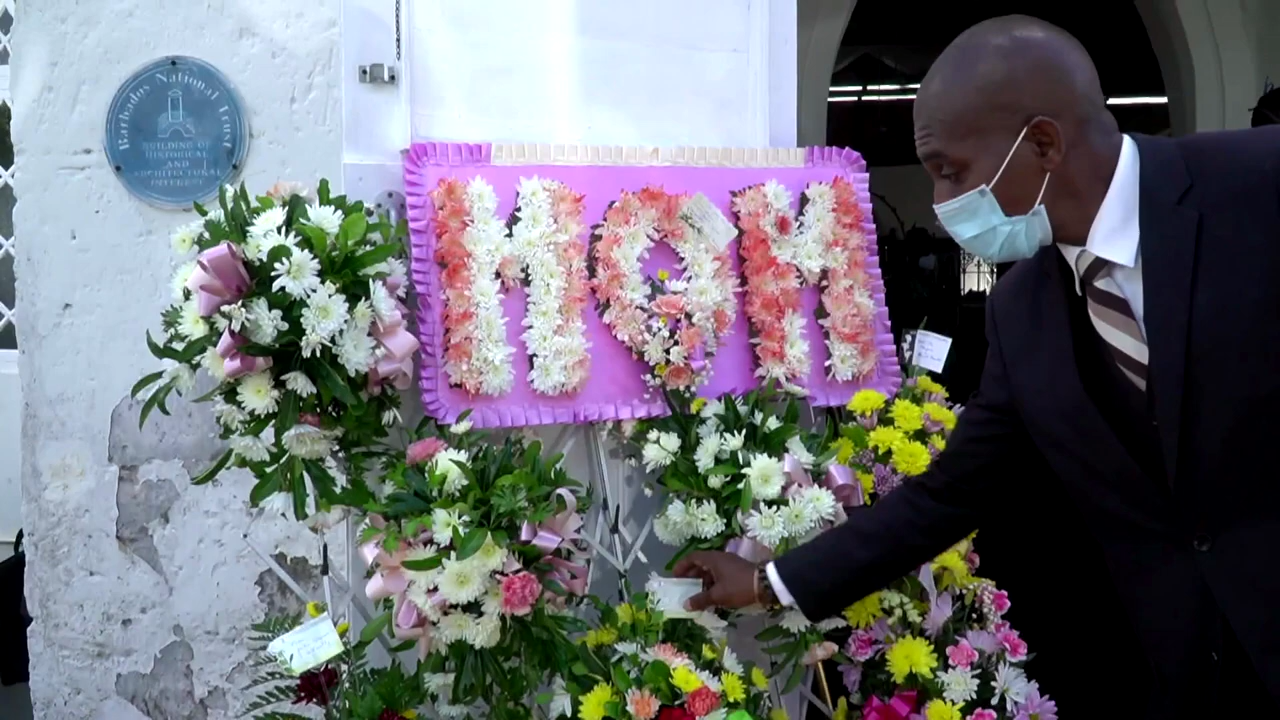 Barbados National Trust
BUILDING OF
HISTORICAL
AND
ARCHITECTURAL
INTEREST
MOM